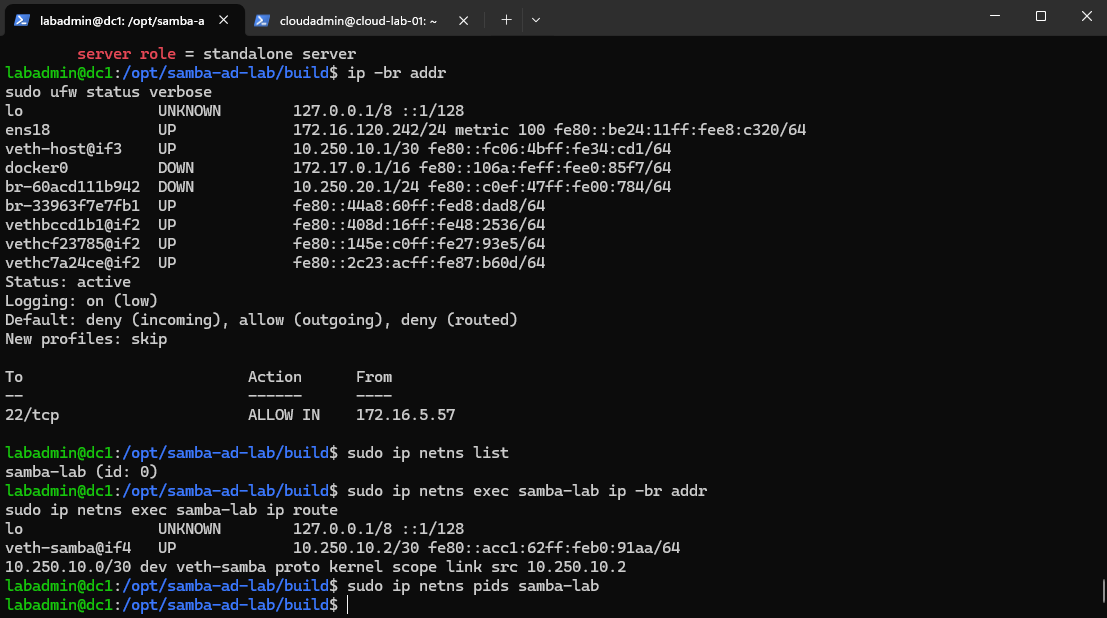 labadmin@dc1: /opt/samba-a
cloudadmin@cloud-lab-01: ~
server role = standalone server
labadmin@dc1:/opt/samba-ad-lab/build$ ip -br addr
sudo ufw status verbose
lo               UNKNOWN        127.0.0.1/8 ::1/128
ens18            UP             172.16.120.242/24 metric 100 fe80::be24:11ff:fee8:c320/64
veth-host@if3    UP             10.250.10.1/30 fe80::fc06:4bff:fe34:cd1/64
docker0          DOWN           172.17.0.1/16 fe80::106a:feff:fee0:85f7/64
br-60acd111b942  DOWN           10.250.20.1/24 fe80::c0ef:47ff:fe00:784/64
br-33963f7e7fb1  UP             fe80::44a8:60ff:fed8:dad8/64
vethbccd1b1@if2  UP             fe80::408d:16ff:fe48:2536/64
vethcf23785@if2  UP             fe80::145e:c0ff:fe27:93e5/64
vethc7a24ce@if2  UP             fe80::2c23:acff:fe87:b60d/64
Status: active
Logging: on (low)
Default: deny (incoming), allow (outgoing), deny (routed)
New profiles: skip
To                         Action      From
--                         ------      ----
22/tcp                     ALLOW IN    172.16.5.57
labadmin@dc1:/opt/samba-ad-lab/build$ sudo ip netns list
samba-lab (id: 0)
labadmin@dc1:/opt/samba-ad-lab/build$ sudo ip netns exec samba-lab ip -br addr
sudo ip netns exec samba-lab ip route
lo               UNKNOWN        127.0.0.1/8 ::1/128
veth-samba@if4   UP             10.250.10.2/30 fe80::acc1:62ff:feb0:91aa/64
10.250.10.0/30 dev veth-samba proto kernel scope link src 10.250.10.2
labadmin@dc1:/opt/samba-ad-lab/build$ sudo ip netns pids samba-lab
labadmin@dc1:/opt/samba-ad-lab/build$